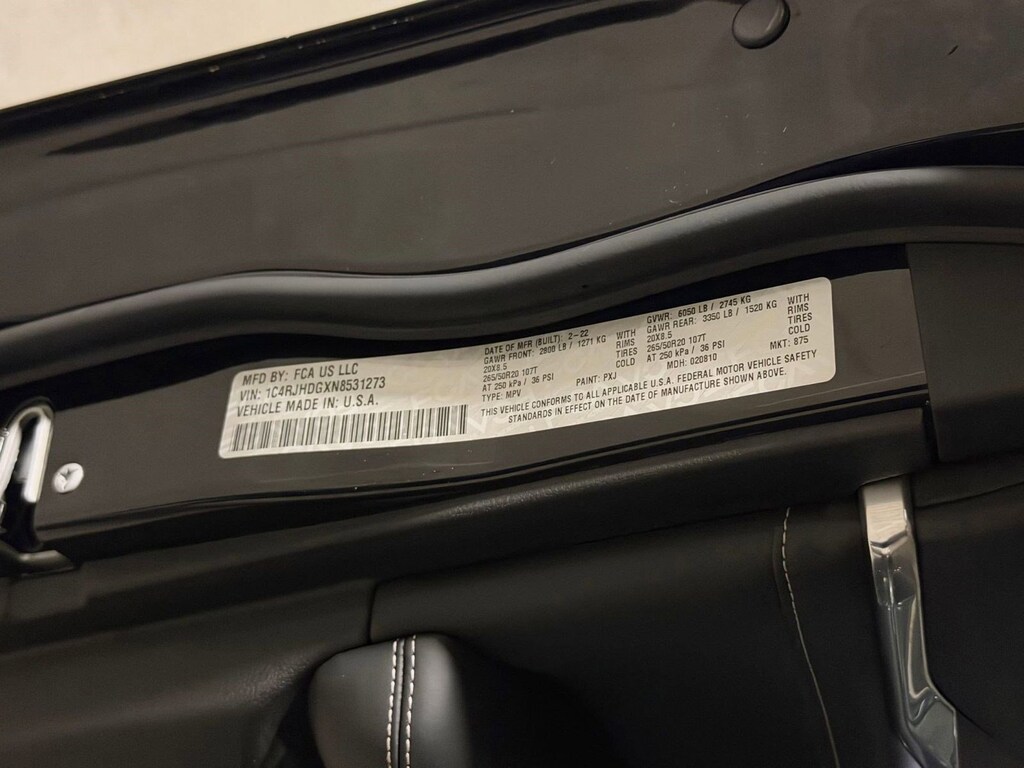 MFD BY: FCA US LLC
VIN: 1C4RJHDGXN8531273
VEHICLE MADE IN: U.S.A.
DATE OF MFR (BUILT): 2-22
GAWR FRONT: 2800 LB / 1271 KG WITH
20X8.5 RIMS
265/50R20 107T TIRES
AT 250 kPa / 36 PSI COLD
TYPE: MPV
PAINT: PXJ
GVWR: 6050 LB / 2745 KG
GAWR REAR: 3350 LB / 1520 KG WITH
20X8.5 RIMS
265/50R20 107T TIRES
AT 250 kPa / 36 PSI COLD
MDH: 020810 MKT: 875
THIS VEHICLE CONFORMS TO ALL APPLICABLE U.S.A. FEDERAL MOTOR VEHICLE SAFETY
STANDARDS IN EFFECT ON THE DATE OF MANUFACTURE SHOWN ABOVE.